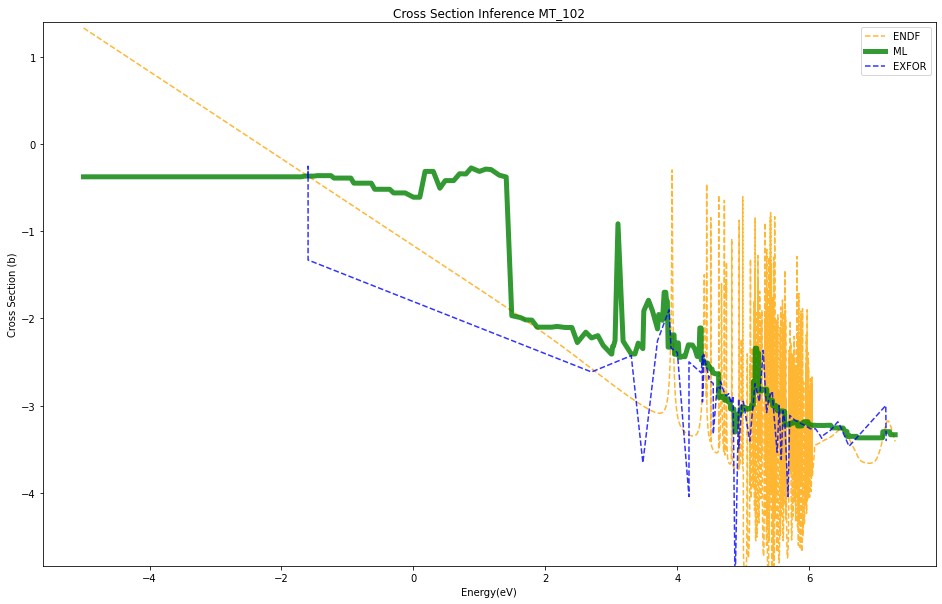 Cross Section Inference MT_102
ENDF
ML
EXFOR
Cross Section (b)
1
0
−1
−2
−3
−4
−4
−2
0
2
4
6
Energy(eV)